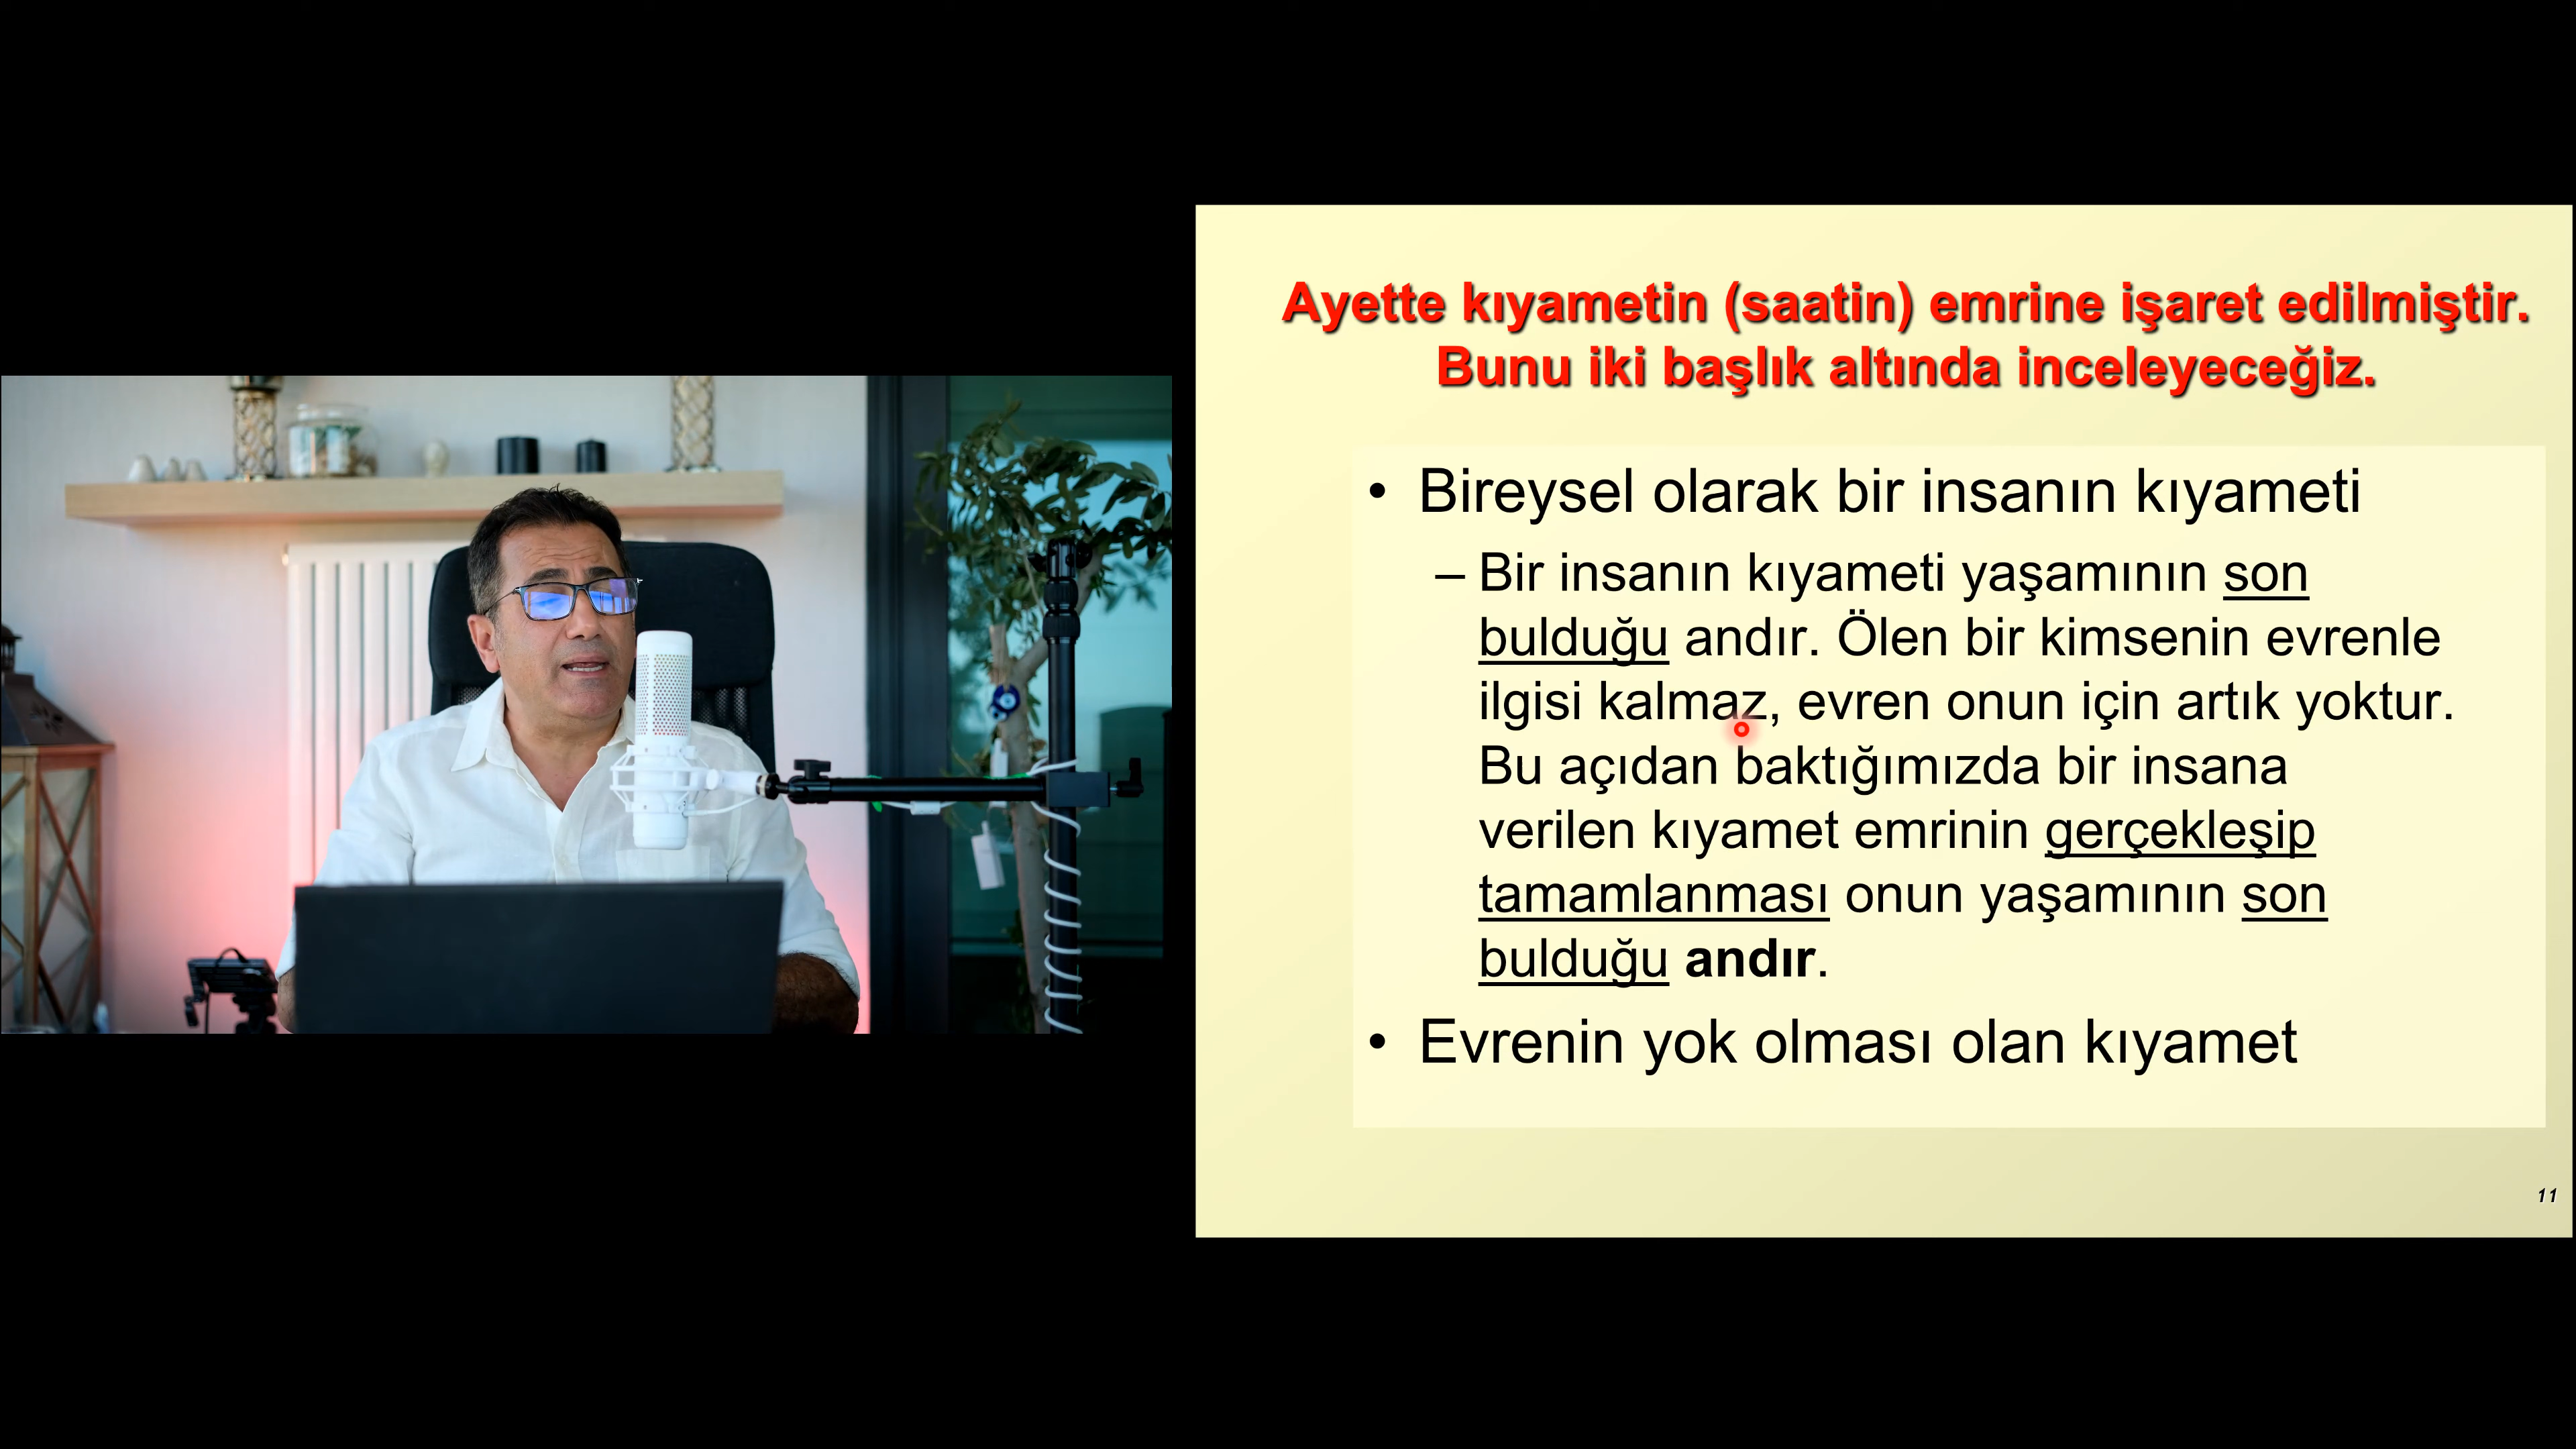 Ayette kıyametin (saatin) emrine işaret edilmiştir.
Bunu iki başlık altında inceleyeceğiz.
• Bireysel olarak bir insanın kıyameti
– Bir insanın kıyameti yaşamının son
bulduğu andır. Ölen bir kimsenin evrenle
ilgisi kalmaz, evren onun için artık yoktur.
Bu açıdan baktığımızda bir insana
verilen kıyamet emrinin gerçekleşip
tamamlanması onun yaşamının son
bulduğu andır.
• Evrenin yok olması olan kıyamet
11